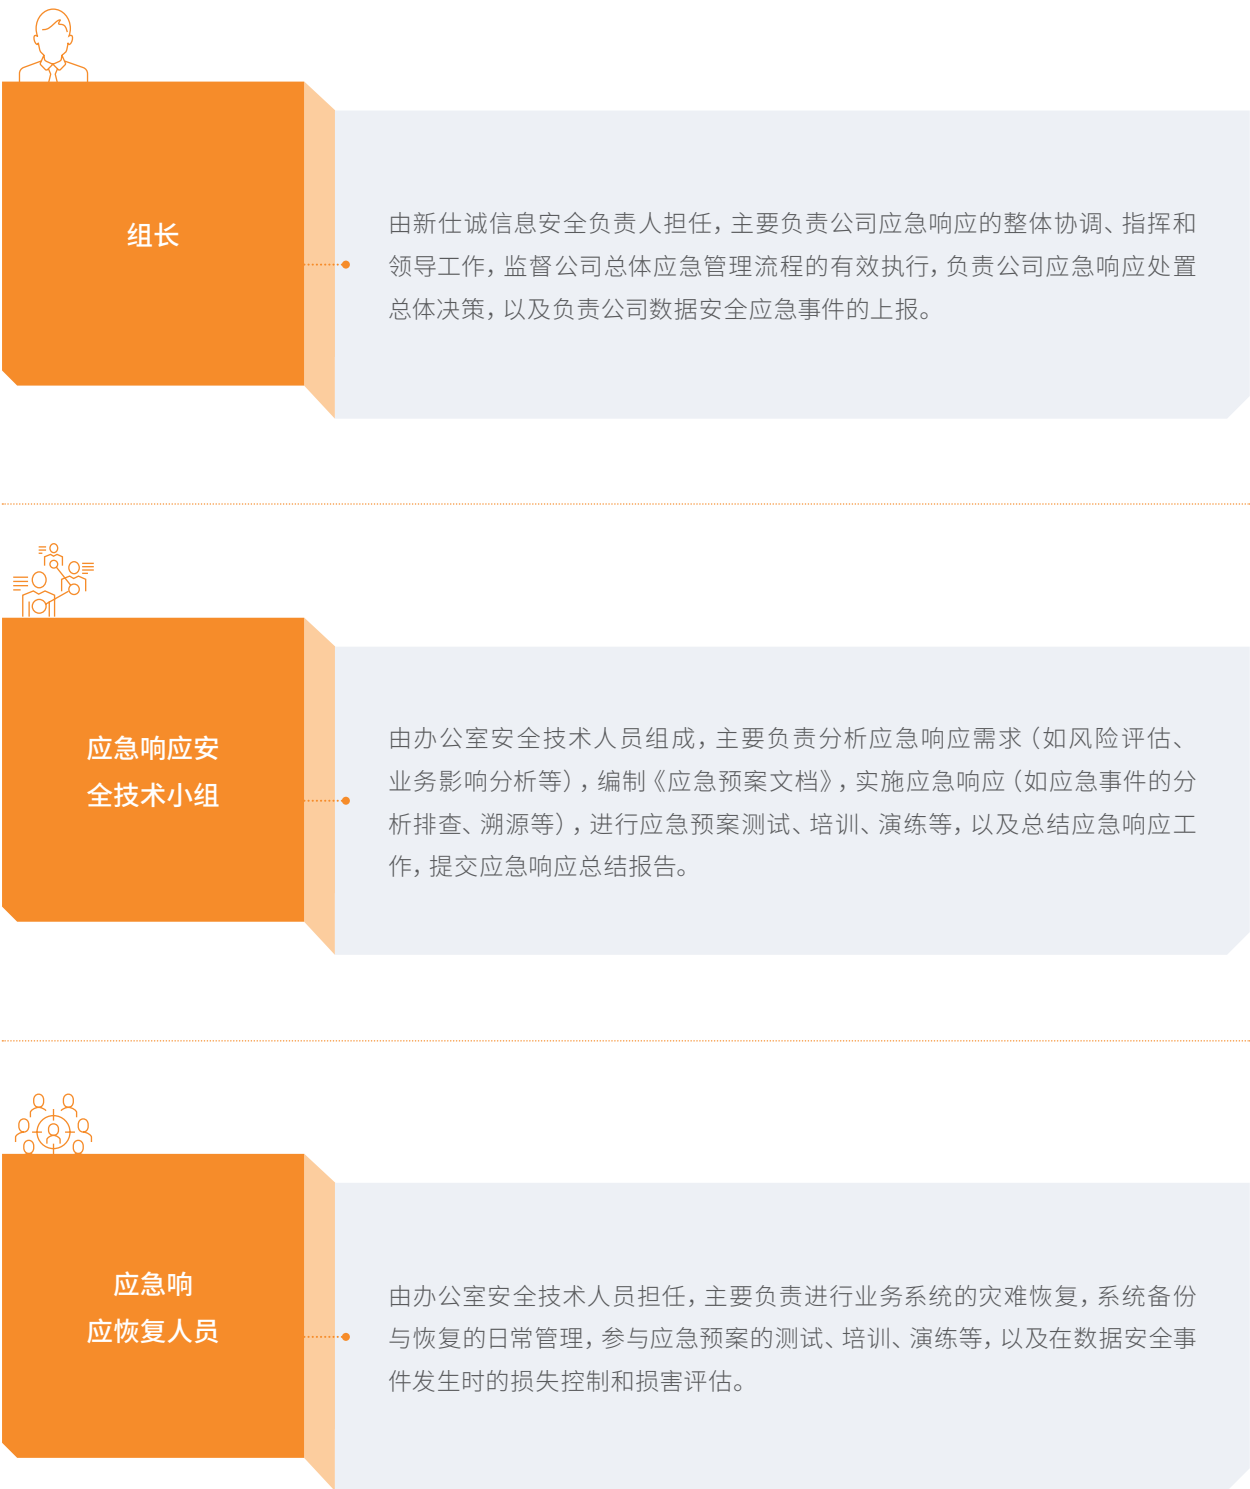 组长
由新仕诚信息安全负责人担任，主要负责公司应急响应的整体协调、指挥和
领导工作，监督公司总体应急管理流程的有效执行，负责公司应急响应处置
总体决策，以及负责公司数据安全应急事件的上报。
应急响应安
全技术小组
由办公室安全技术人员组成，主要负责分析应急响应需求（如风险评估、
业务影响分析等），编制《应急预案文档》，实施应急响应（如应急事件的分
析排查、溯源等），进行应急预案测试、培训、演练等，以及总结应急响应工
作，提交应急响应总结报告。
应急响
应恢复人员
由办公室安全技术人员担任，主要负责进行业务系统的灾难恢复，系统备份
与恢复的日常管理，参与应急预案的测试、培训、演练等，以及在数据安全事
件发生时的损失控制和损害评估。